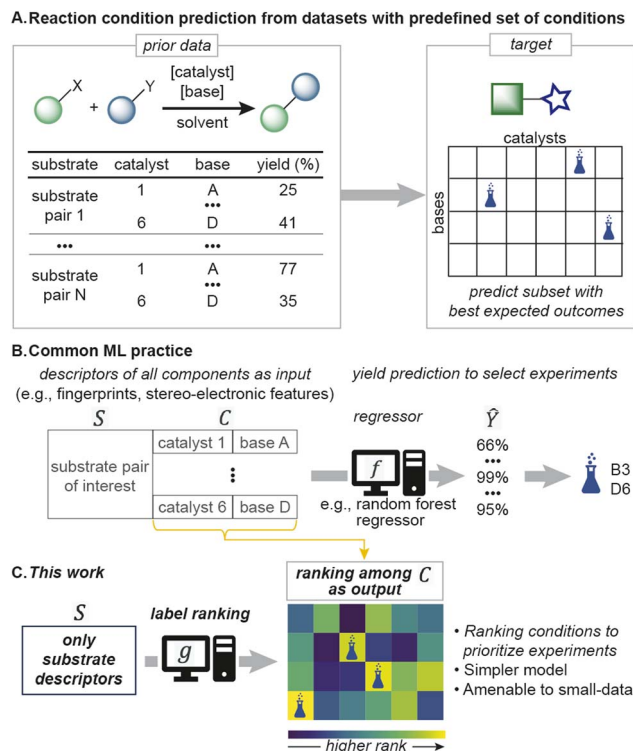 A. Reaction condition prediction from datasets with predefined set of conditions
prior data
X
Y
+
[catalyst]
[base]
solvent
substrate catalyst base yield (%)
substrate pair 1
1 A 25
•••
6 D 41
••• •••
substrate pair N
1 A 77
•••
6 D 35
target
catalysts
bases
predict subset with
best expected outcomes
B. Common ML practice
descriptors of all components as input
(e.g., fingerprints, stereo-electronic features)
S C
substrate pair
of interest
catalyst 1 base A
catalyst 6 base D
yield prediction to select experiments
regressor
f
e.g., random forest
regressor
Ŷ
66%
•••
99%
•••
95%
B3
D6
C. This work
S
only
substrate
descriptors
label ranking
g
ranking among C
as output
higher rank
• Ranking conditions to
prioritize experiments
• Simpler model
• Amenable to small-data